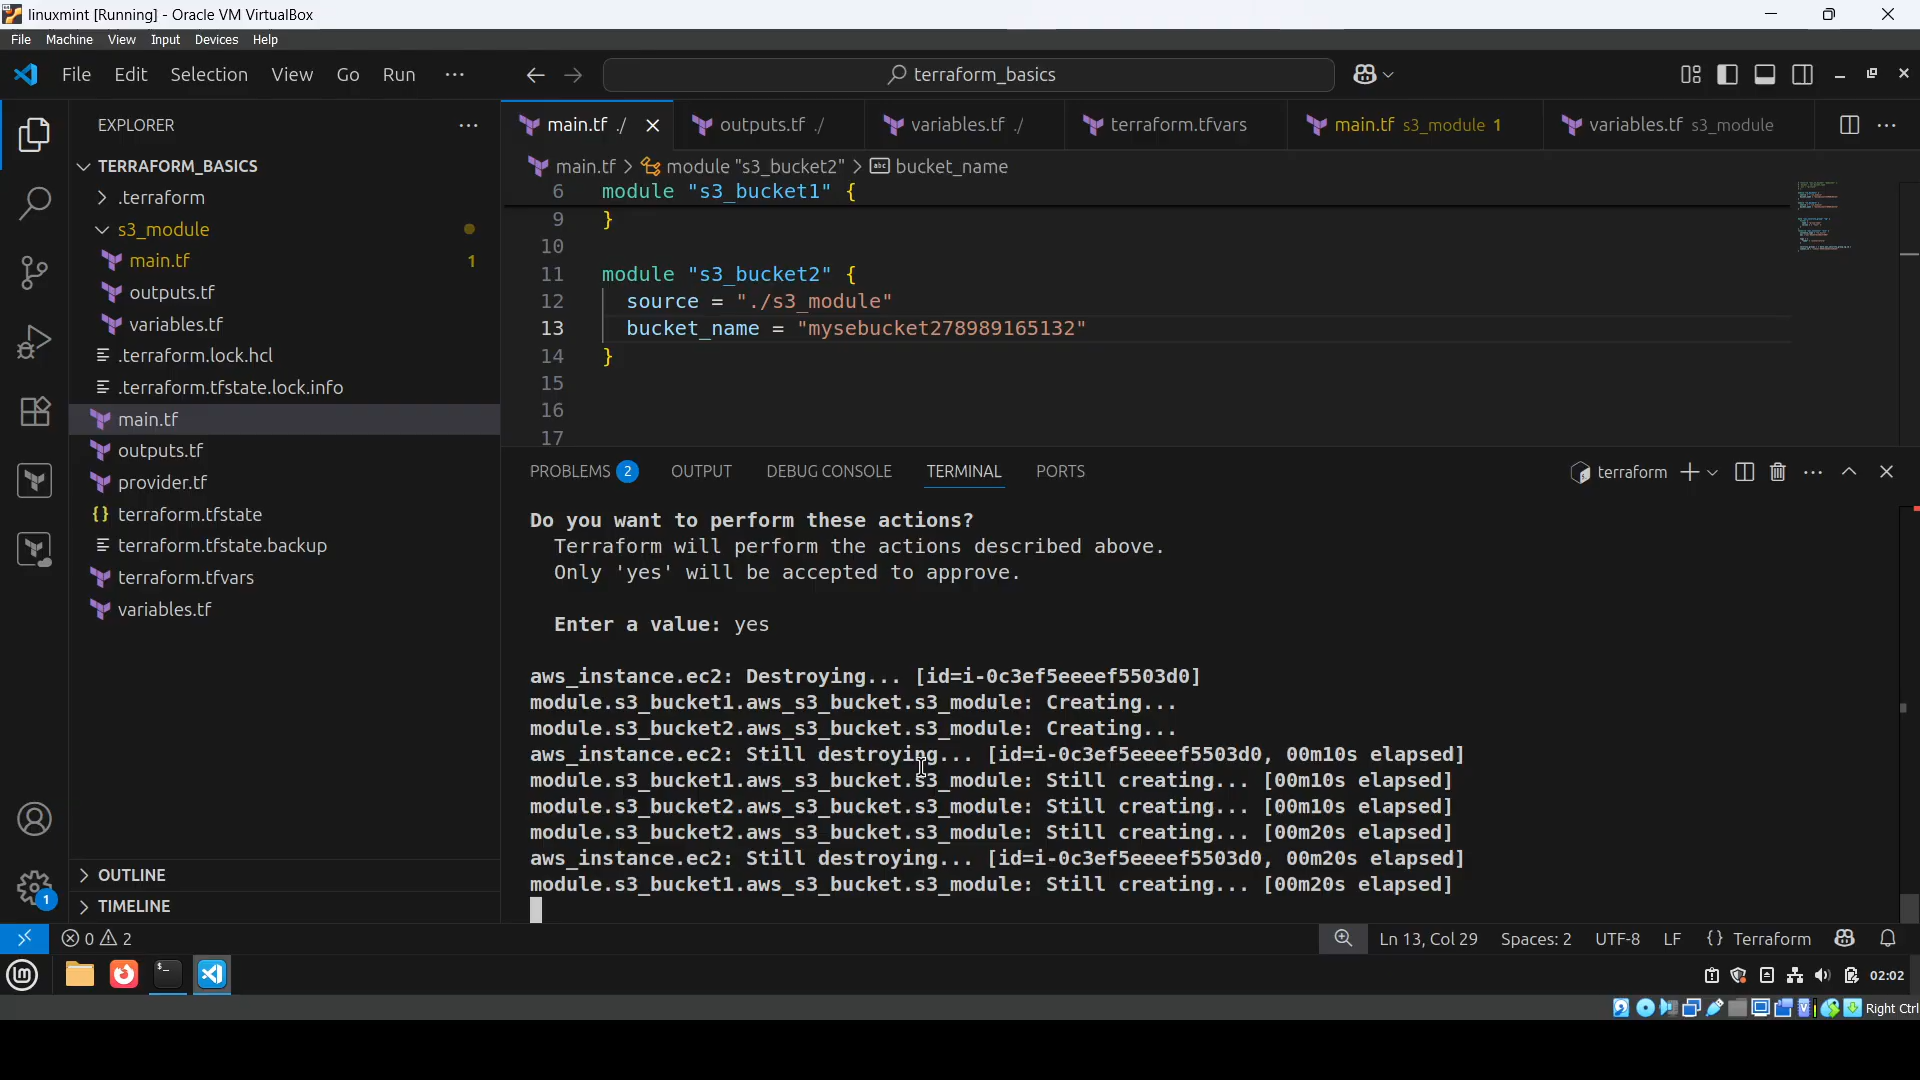 linuxmint [Running] - Oracle VM VirtualBox
File Machine View Input Devices Help
File Edit Selection View Go Run ···
terraform_basics
EXPLORER
TERRAFORM_BASICS
.terraform
s3_module
main.tf 1
outputs.tf
variables.tf
.terraform.lock.hcl
.terraform.tfstate.lock.info
main.tf
outputs.tf
provider.tf
{} terraform.tfstate
terraform.tfstate.backup
terraform.tfvars
variables.tf
OUTLINE
TIMELINE
main.tf ./
outputs.tf ./
variables.tf ./
terraform.tfvars
main.tf s3_module 1
variables.tf s3_module
main.tf > module "s3_bucket2" > abc bucket_name
6 module "s3_bucket1" {
9 }
10
11 module "s3_bucket2" {
12 source = "./s3_module"
13 bucket_name = "mysebucket278989165132"
14 }
15
16
17
PROBLEMS 2 OUTPUT DEBUG CONSOLE TERMINAL PORTS
terraform
Do you want to perform these actions?
Terraform will perform the actions described above.
Only 'yes' will be accepted to approve.
Enter a value: yes
aws_instance.ec2: Destroying... [id=i-0c3ef5eeeef5503d0]
module.s3_bucket1.aws_s3_bucket.s3_module: Creating...
module.s3_bucket2.aws_s3_bucket.s3_module: Creating...
aws_instance.ec2: Still destroying... [id=i-0c3ef5eeeef5503d0, 00m10s elapsed]
module.s3_bucket1.aws_s3_bucket.s3_module: Still creating... [00m10s elapsed]
module.s3_bucket2.aws_s3_bucket.s3_module: Still creating... [00m10s elapsed]
module.s3_bucket2.aws_s3_bucket.s3_module: Still creating... [00m20s elapsed]
aws_instance.ec2: Still destroying... [id=i-0c3ef5eeeef5503d0, 00m20s elapsed]
module.s3_bucket1.aws_s3_bucket.s3_module: Still creating... [00m20s elapsed]
1
0 2
Ln 13, Col 29 Spaces: 2 UTF-8 LF {} Terraform
02:02
Right Ctrl